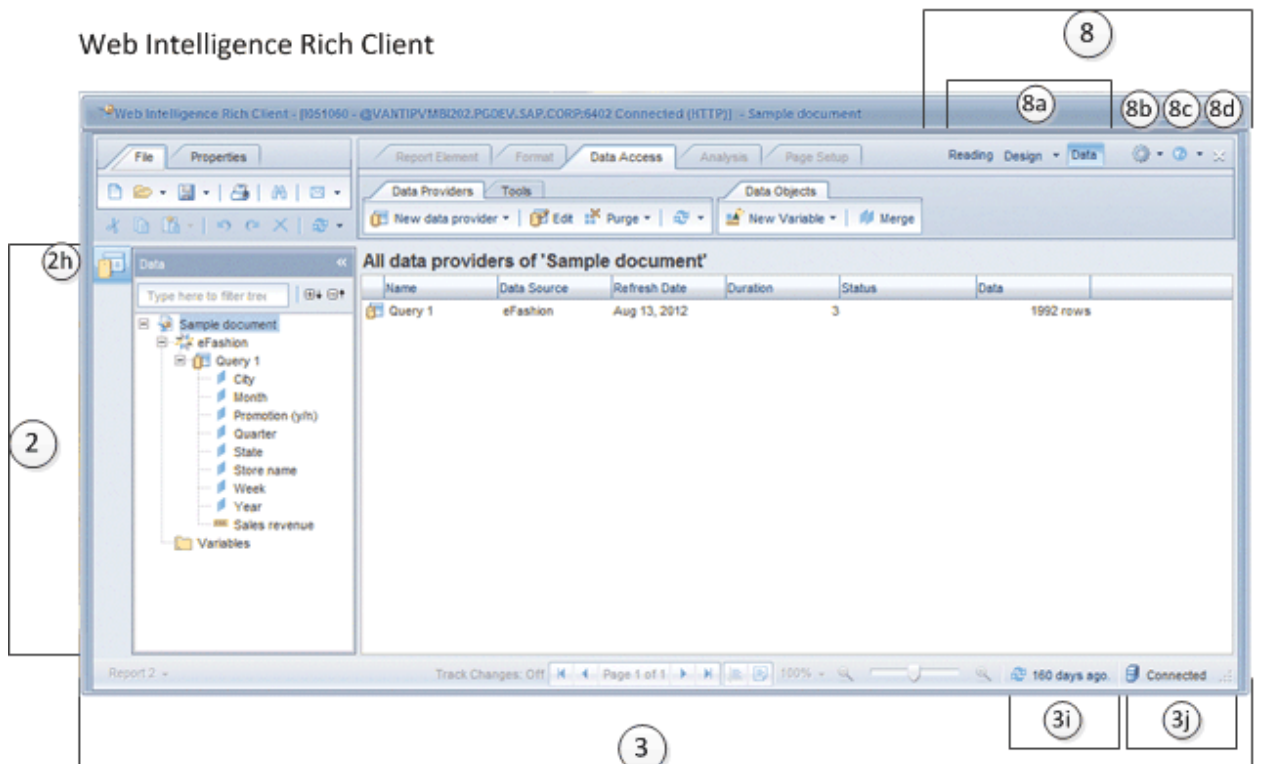 Web Intelligence Rich Client
8
8a
8b 8c 8d
Web Intelligence Rich Client - [I051060 - @VANTIPVMBI202.PGDEV.SAP.CORP:6402 Connected (HTTP)] - Sample document
File Properties
Report Element Format Data Access Analysis Page Setup
Reading Design Data
Data Providers Tools Data Objects
New data provider Edit Purge New Variable Merge
2h
Data
All data providers of 'Sample document'
Type here to filter tree
Name Data Source Refresh Date Duration Status Data
Query 1 eFashion Aug 13, 2012 3 1992 rows
Sample document
eFashion
Query 1
City
Month
Promotion (y/n)
Quarter
State
Store name
Week
Year
Sales revenue
Variables
2
Report 2 Track Changes: Off Page 1 of 1 100% 160 days ago. Connected
3i 3j
3